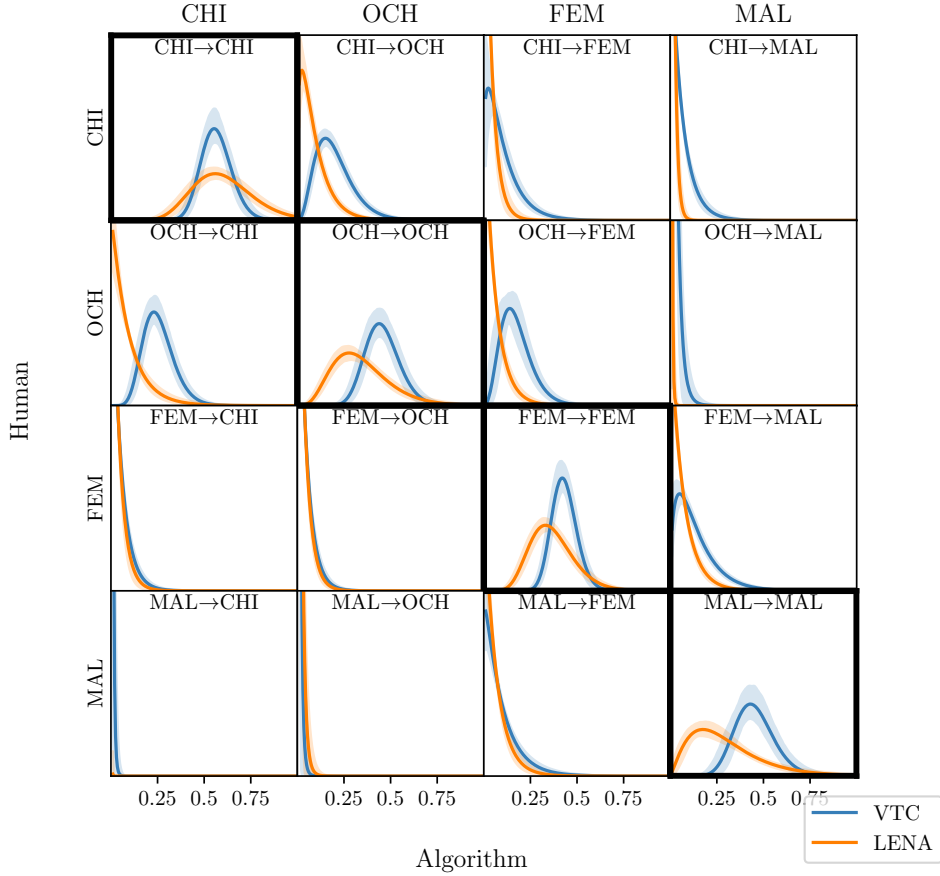 CHI OCH FEM MAL
CHI→CHI CHI→OCH CHI→FEM CHI→MAL
CHI
OCH→CHI OCH→OCH OCH→FEM OCH→MAL
OCH
Human
FEM→CHI FEM→OCH FEM→FEM FEM→MAL
FEM
MAL→CHI MAL→OCH MAL→FEM MAL→MAL
MAL
0.25 0.5 0.75 0.25 0.5 0.75 0.25 0.5 0.75 0.25 0.5 0.75
VTC
LENA
Algorithm